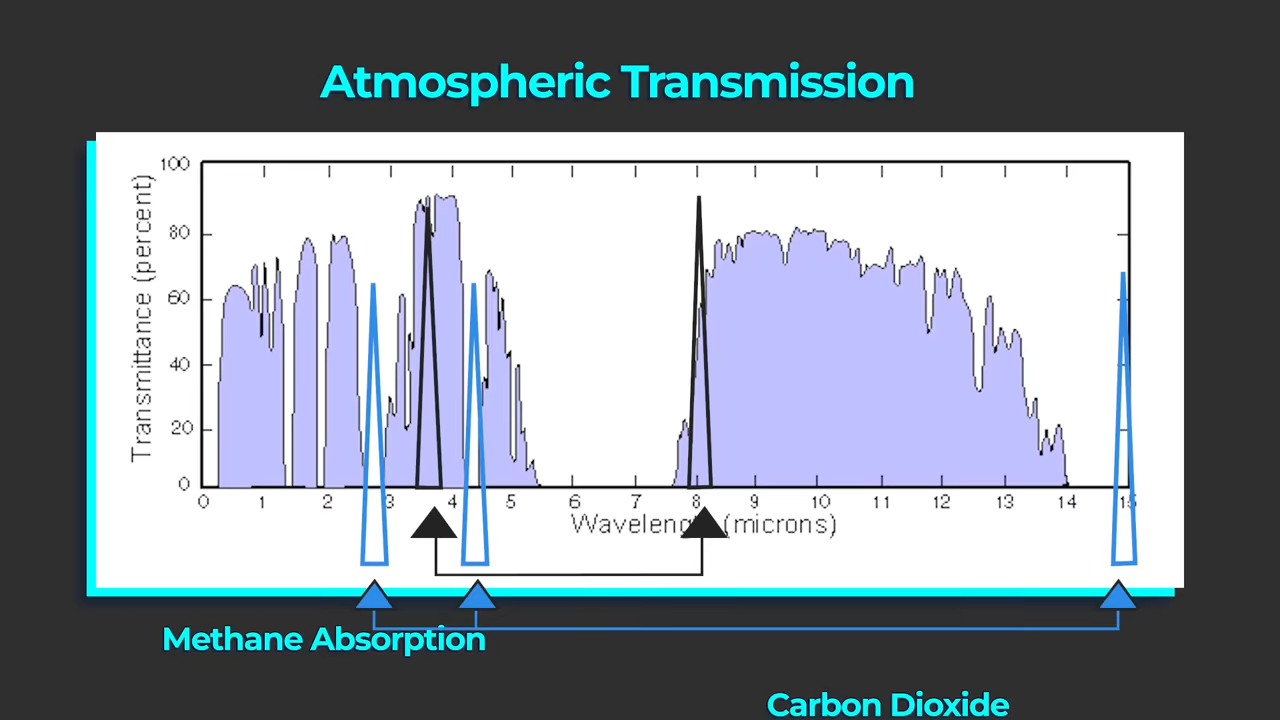 Atmospheric Transmission
Transmittance (percent)
100
80
60
40
20
0
0 1 2 3 4 5 6 7 8 9 10 11 12 13 14 15
(microns)
Methane Absorption
Carbon Dioxide